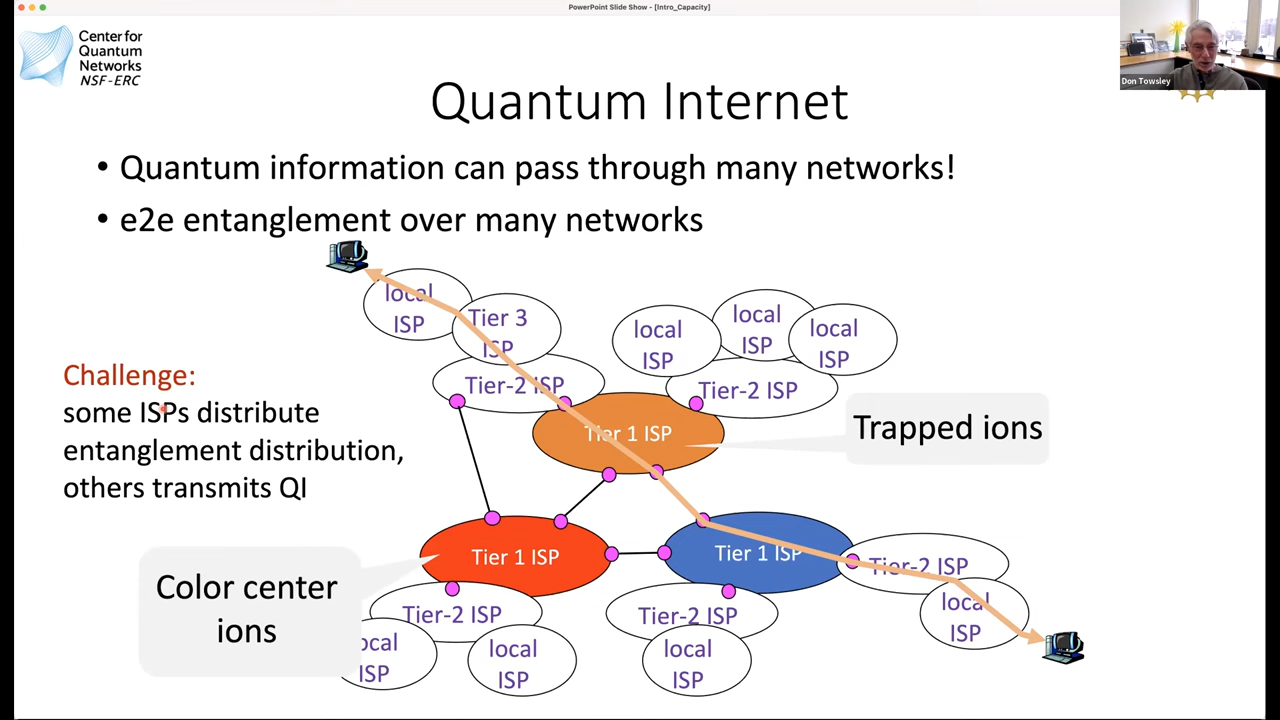 PowerPoint Slide Show - [Intro_Capacity]
Center for
Quantum
Networks
NSF-ERC
Don Towsley
Quantum Internet
• Quantum information can pass through many networks!
• e2e entanglement over many networks
local
ISP
Tier 3
ISP
Tier-2 ISP
local
ISP
local
ISP
local
ISP
Tier-2 ISP
Challenge:
some ISPs distribute
entanglement distribution,
others transmits QI
Tier 1 ISP
Trapped ions
Tier 1 ISP
Tier 1 ISP
Tier-2 ISP
local
ISP
Color center
ions
Tier-2 ISP
ocal
ISP
local
ISP
Tier-2 ISP
local
ISP